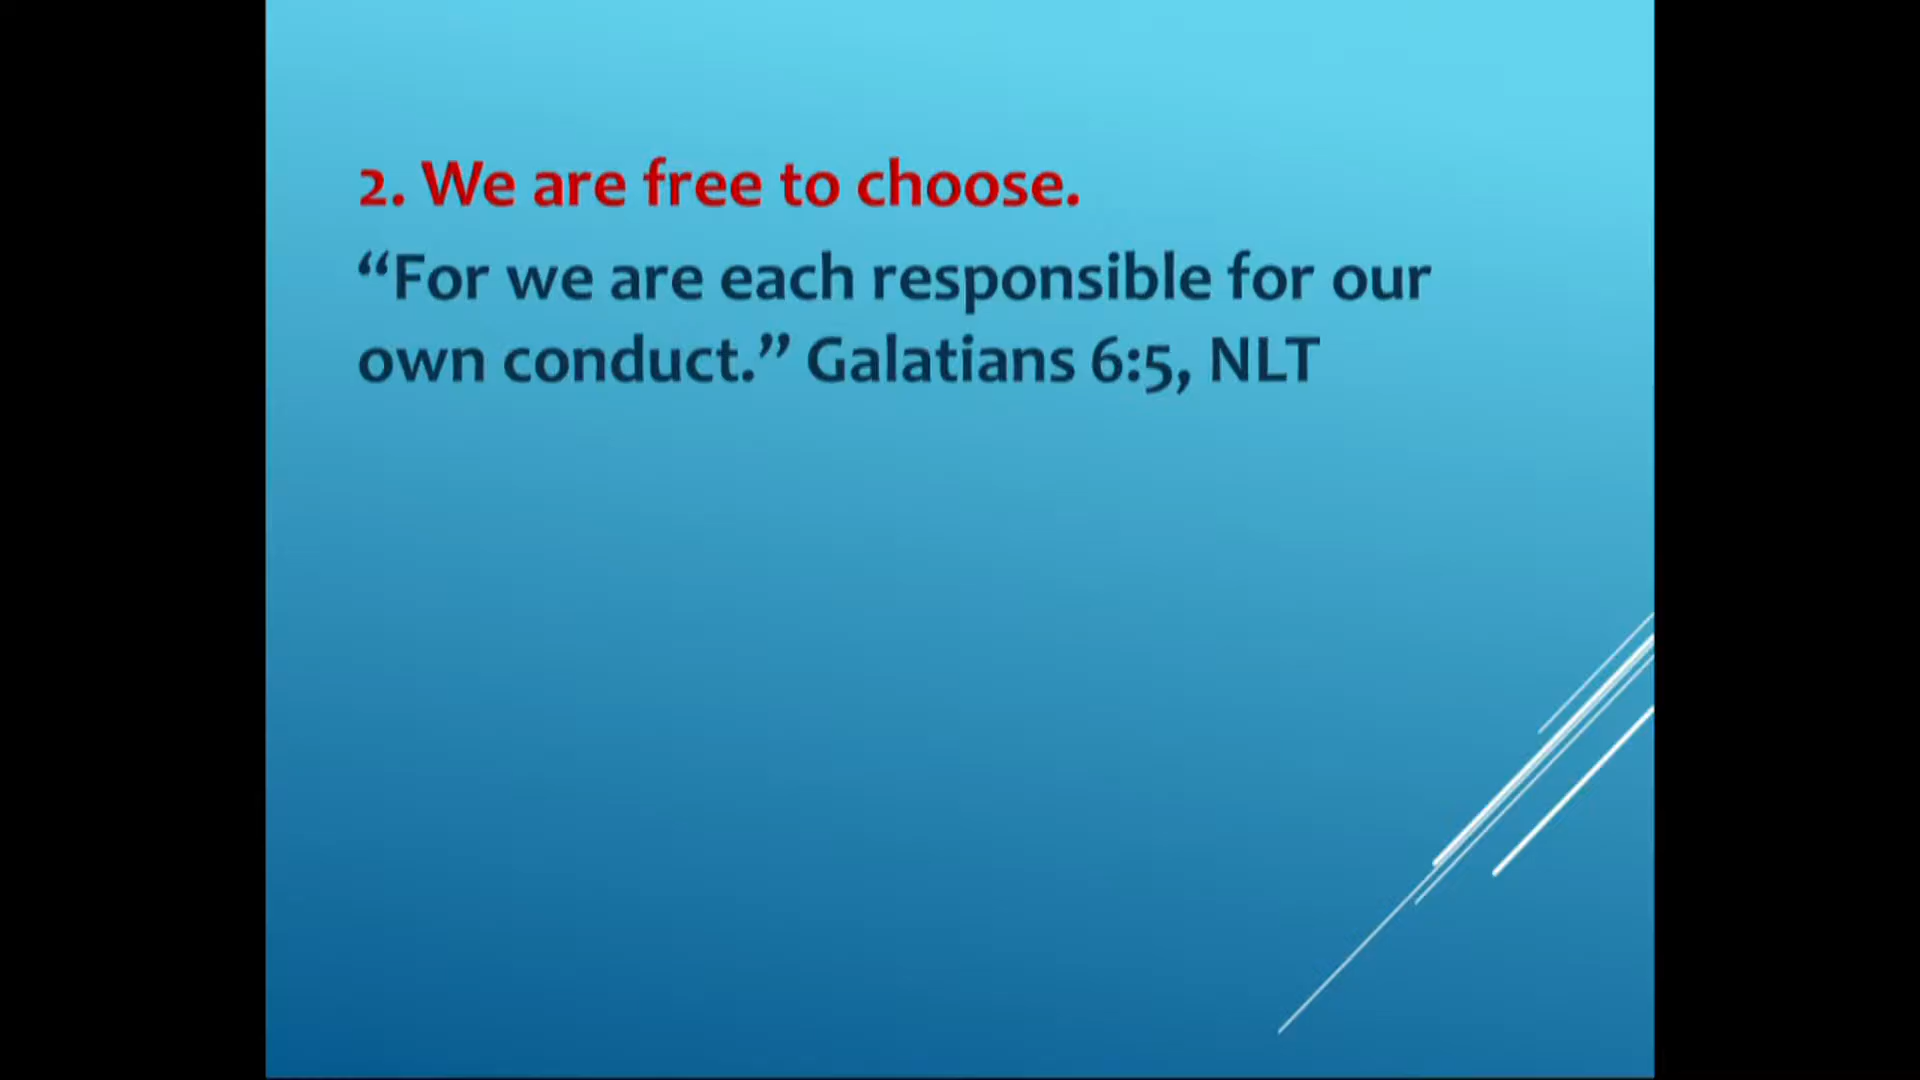 2. We are free to choose.
“For we are each responsible for our
own conduct.” Galatians 6:5, NLT